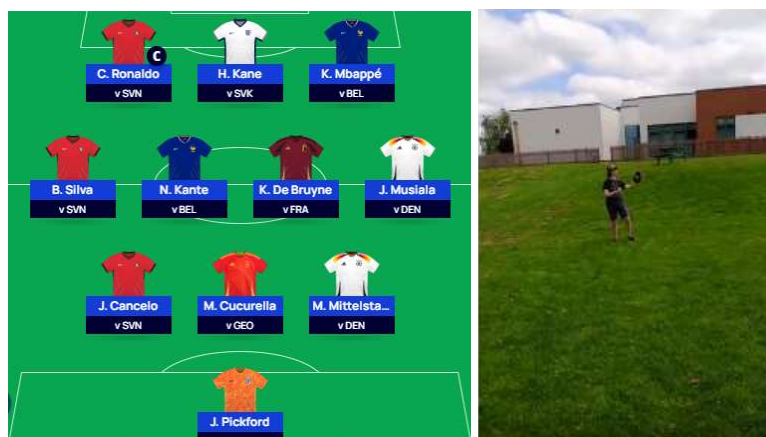 C
C. Ronaldo
H. Kane
K. Mbappé
v SVN
v SVK
v BEL
B. Silva
N. Kante
K. De Bruyne
J. Musiala
v SVN
v BEL
v FRA
v DEN
J. Cancelo
M. Cucurella
M. Mittelsta...
v SVN
v GEO
v DEN
J. Pickford